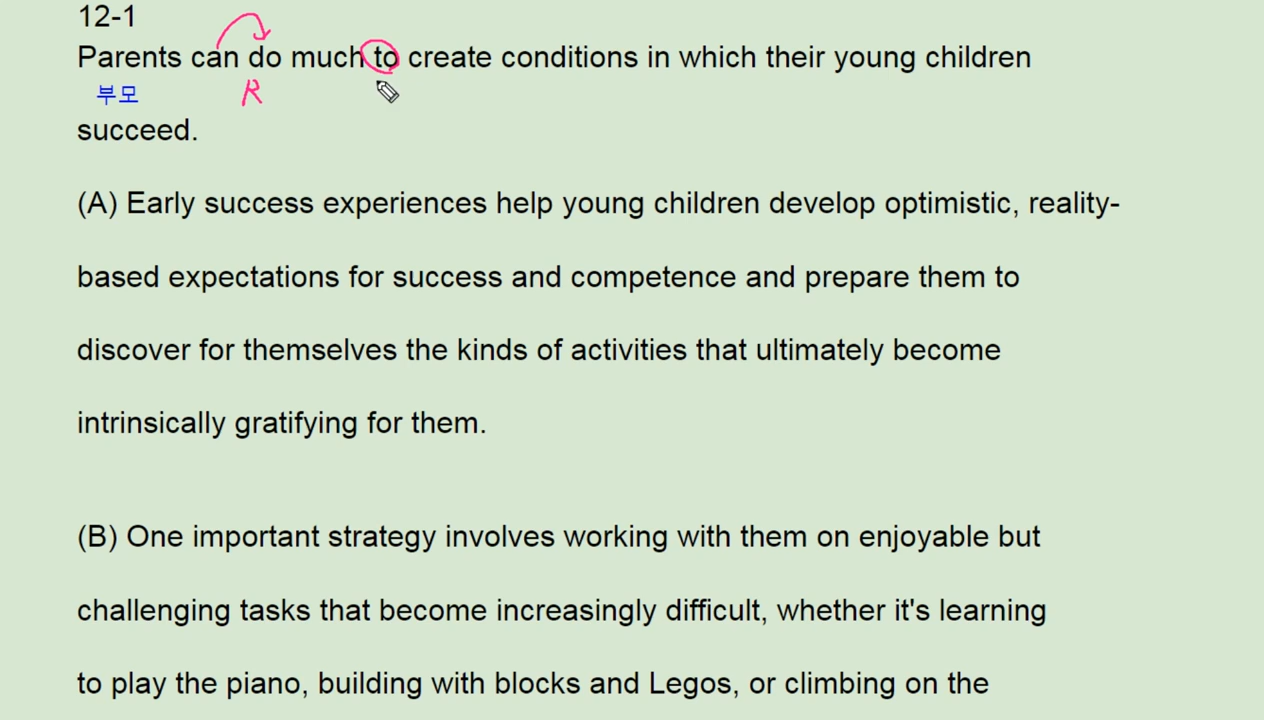 12-1
Parents can do much to create conditions in which their young children
부모 R
succeed.
(A) Early success experiences help young children develop optimistic, reality-
based expectations for success and competence and prepare them to
discover for themselves the kinds of activities that ultimately become
intrinsically gratifying for them.
(B) One important strategy involves working with them on enjoyable but
challenging tasks that become increasingly difficult, whether it's learning
to play the piano, building with blocks and Legos, or climbing on the